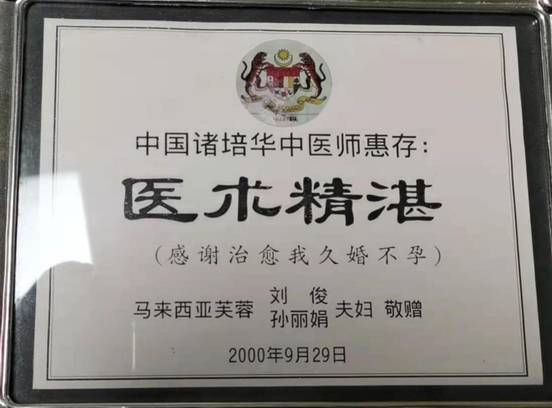 中国诸培华中医师惠存:
医术精湛
(感谢治愈我久婚不孕)
马来西亚芙蓉 刘俊 孙丽娟 夫妇 敬赠
2000年9月29日